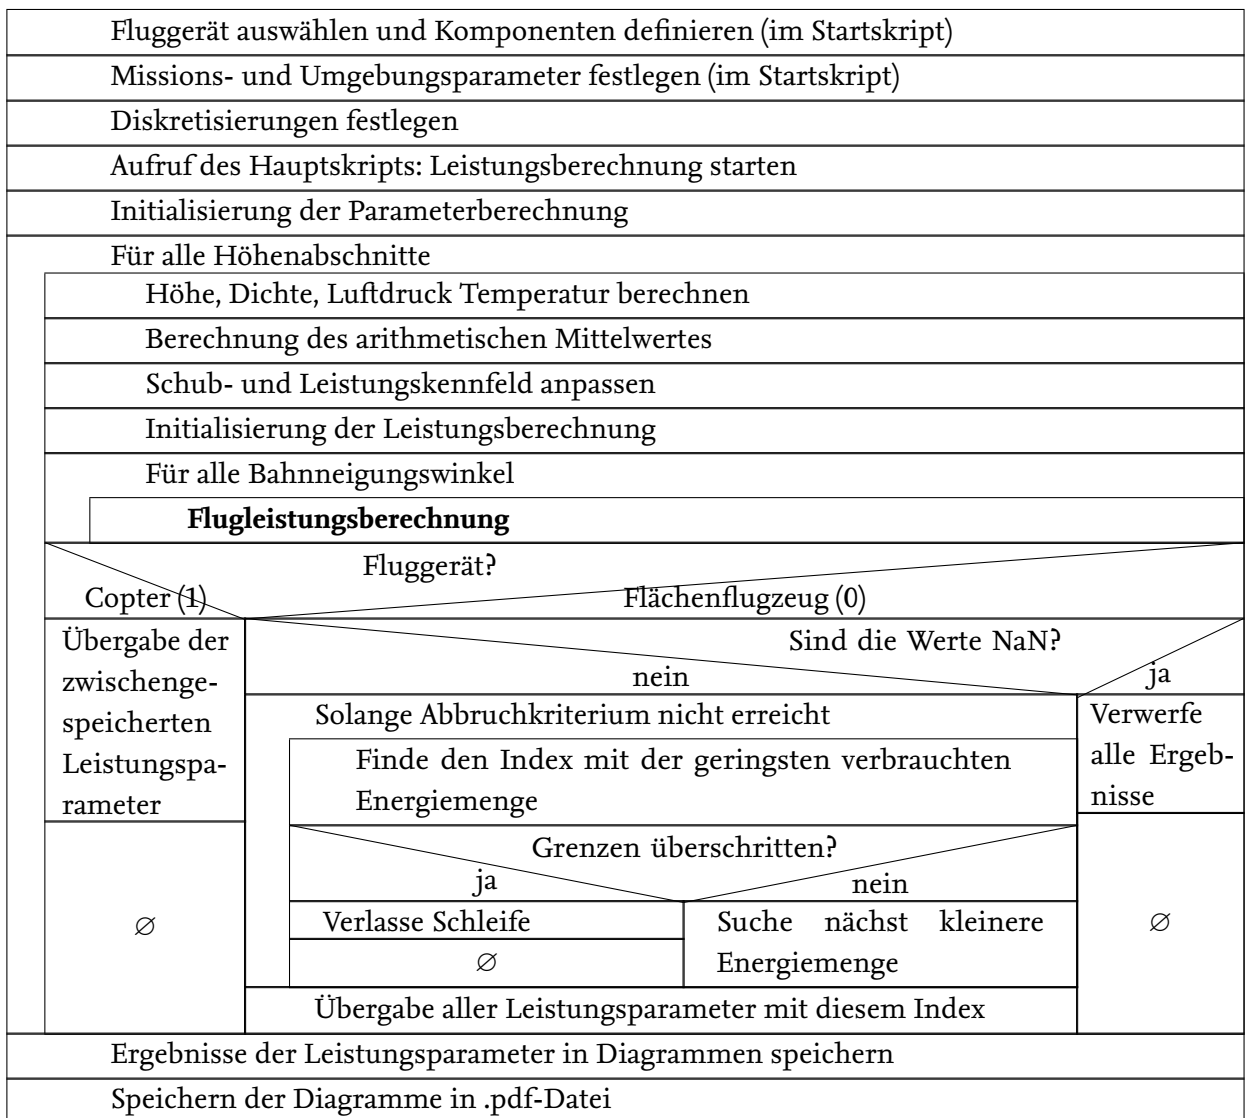 Fluggerät auswählen und Komponenten definieren (im Startskript)
Missions- und Umgebungsparameter festlegen (im Startskript)
Diskretisierungen festlegen
Aufruf des Hauptskripts: Leistungsberechnung starten
Initialisierung der Parameterberechnung
Für alle Höhenabschnitte
Höhe, Dichte, Luftdruck Temperatur berechnen
Berechnung des arithmetischen Mittelwertes
Schub- und Leistungskennfeld anpassen
Initialisierung der Leistungsberechnung
Für alle Bahnneigungswinkel
Flugleistungsberechnung
Fluggerät?
Copter (1)
Flächenflugzeug (0)
Übergabe der
zwischenge-
speicherten
Leistungspa-
rameter
∅
Sind die Werte NaN?
nein
ja
Solange Abbruchkriterium nicht erreicht
Finde den Index mit der geringsten verbrauchten
Energiemenge
Grenzen überschritten?
ja
nein
Verlasse Schleife
∅
Suche nächst kleinere
Energiemenge
Übergabe aller Leistungsparameter mit diesem Index
Verwerfe
alle Ergeb-
nisse
∅
Ergebnisse der Leistungsparameter in Diagrammen speichern
Speichern der Diagramme in .pdf-Datei